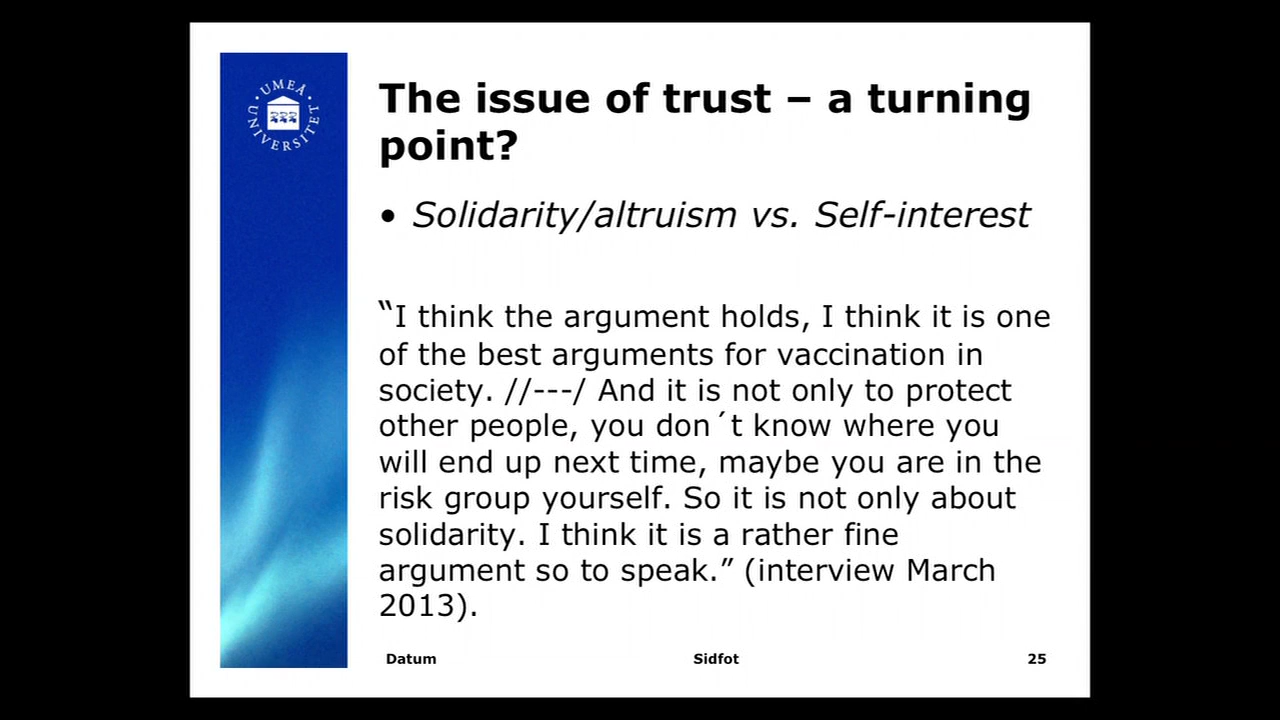 UMEÅ UNIVERSITET
The issue of trust – a turning
point?
• Solidarity/altruism vs. Self-interest
“I think the argument holds, I think it is one
of the best arguments for vaccination in
society. //---/ And it is not only to protect
other people, you don´t know where you
will end up next time, maybe you are in the
risk group yourself. So it is not only about
solidarity. I think it is a rather fine
argument so to speak.” (interview March
2013).
Datum Sidfot 25